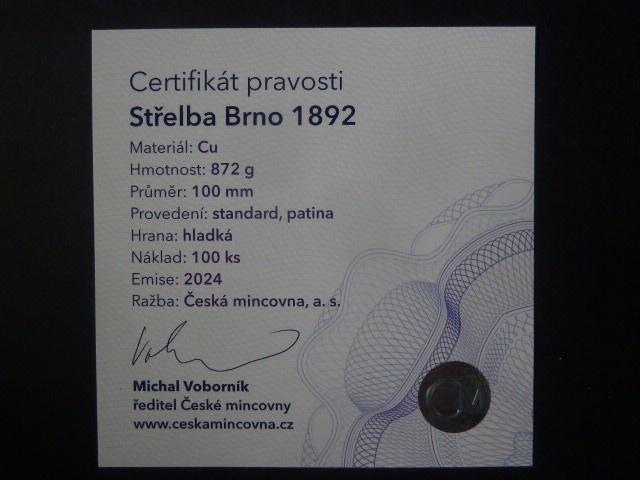 Certifikát pravosti
Střelba Brno 1892
Materiál: Cu
Hmotnost: 872 g
Průměr: 100 mm
Provedení: standard, patina
Hrana: hladká
Náklad: 100 ks
Emise: 2024
Ražba: Česká mincovna, a. s.
Michal Voborník
ředitel České mincovny
www.ceskamincovna.cz